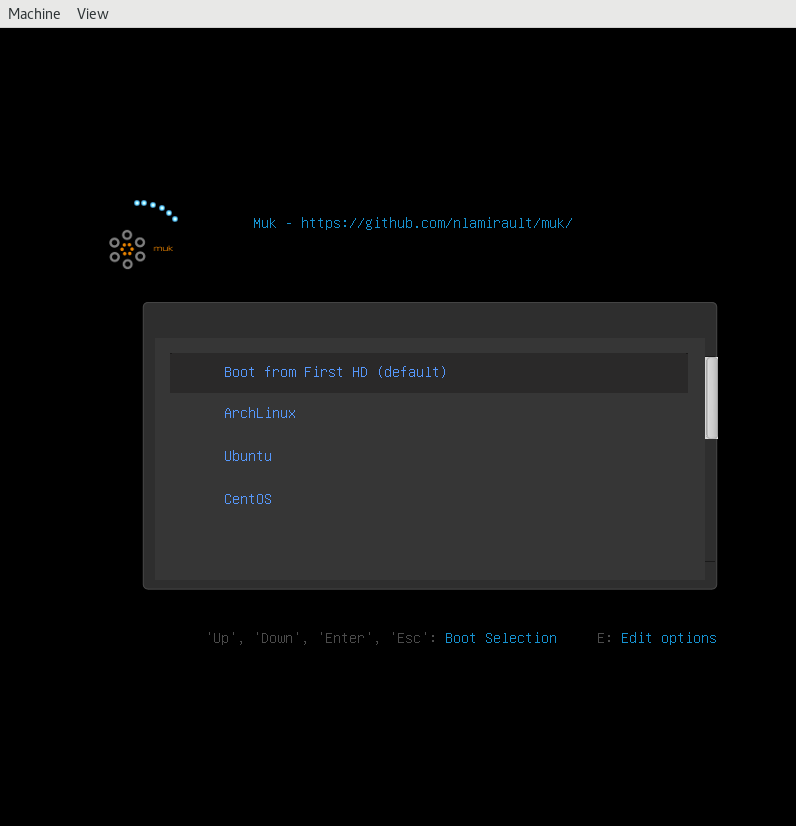 Machine View
Muk - https://github.com/nlamirault/muk/
muk
Boot from First HD (default)
ArchLinux
Ubuntu
CentOS
'Up', 'Down', 'Enter', 'Esc': Boot Selection E: Edit options